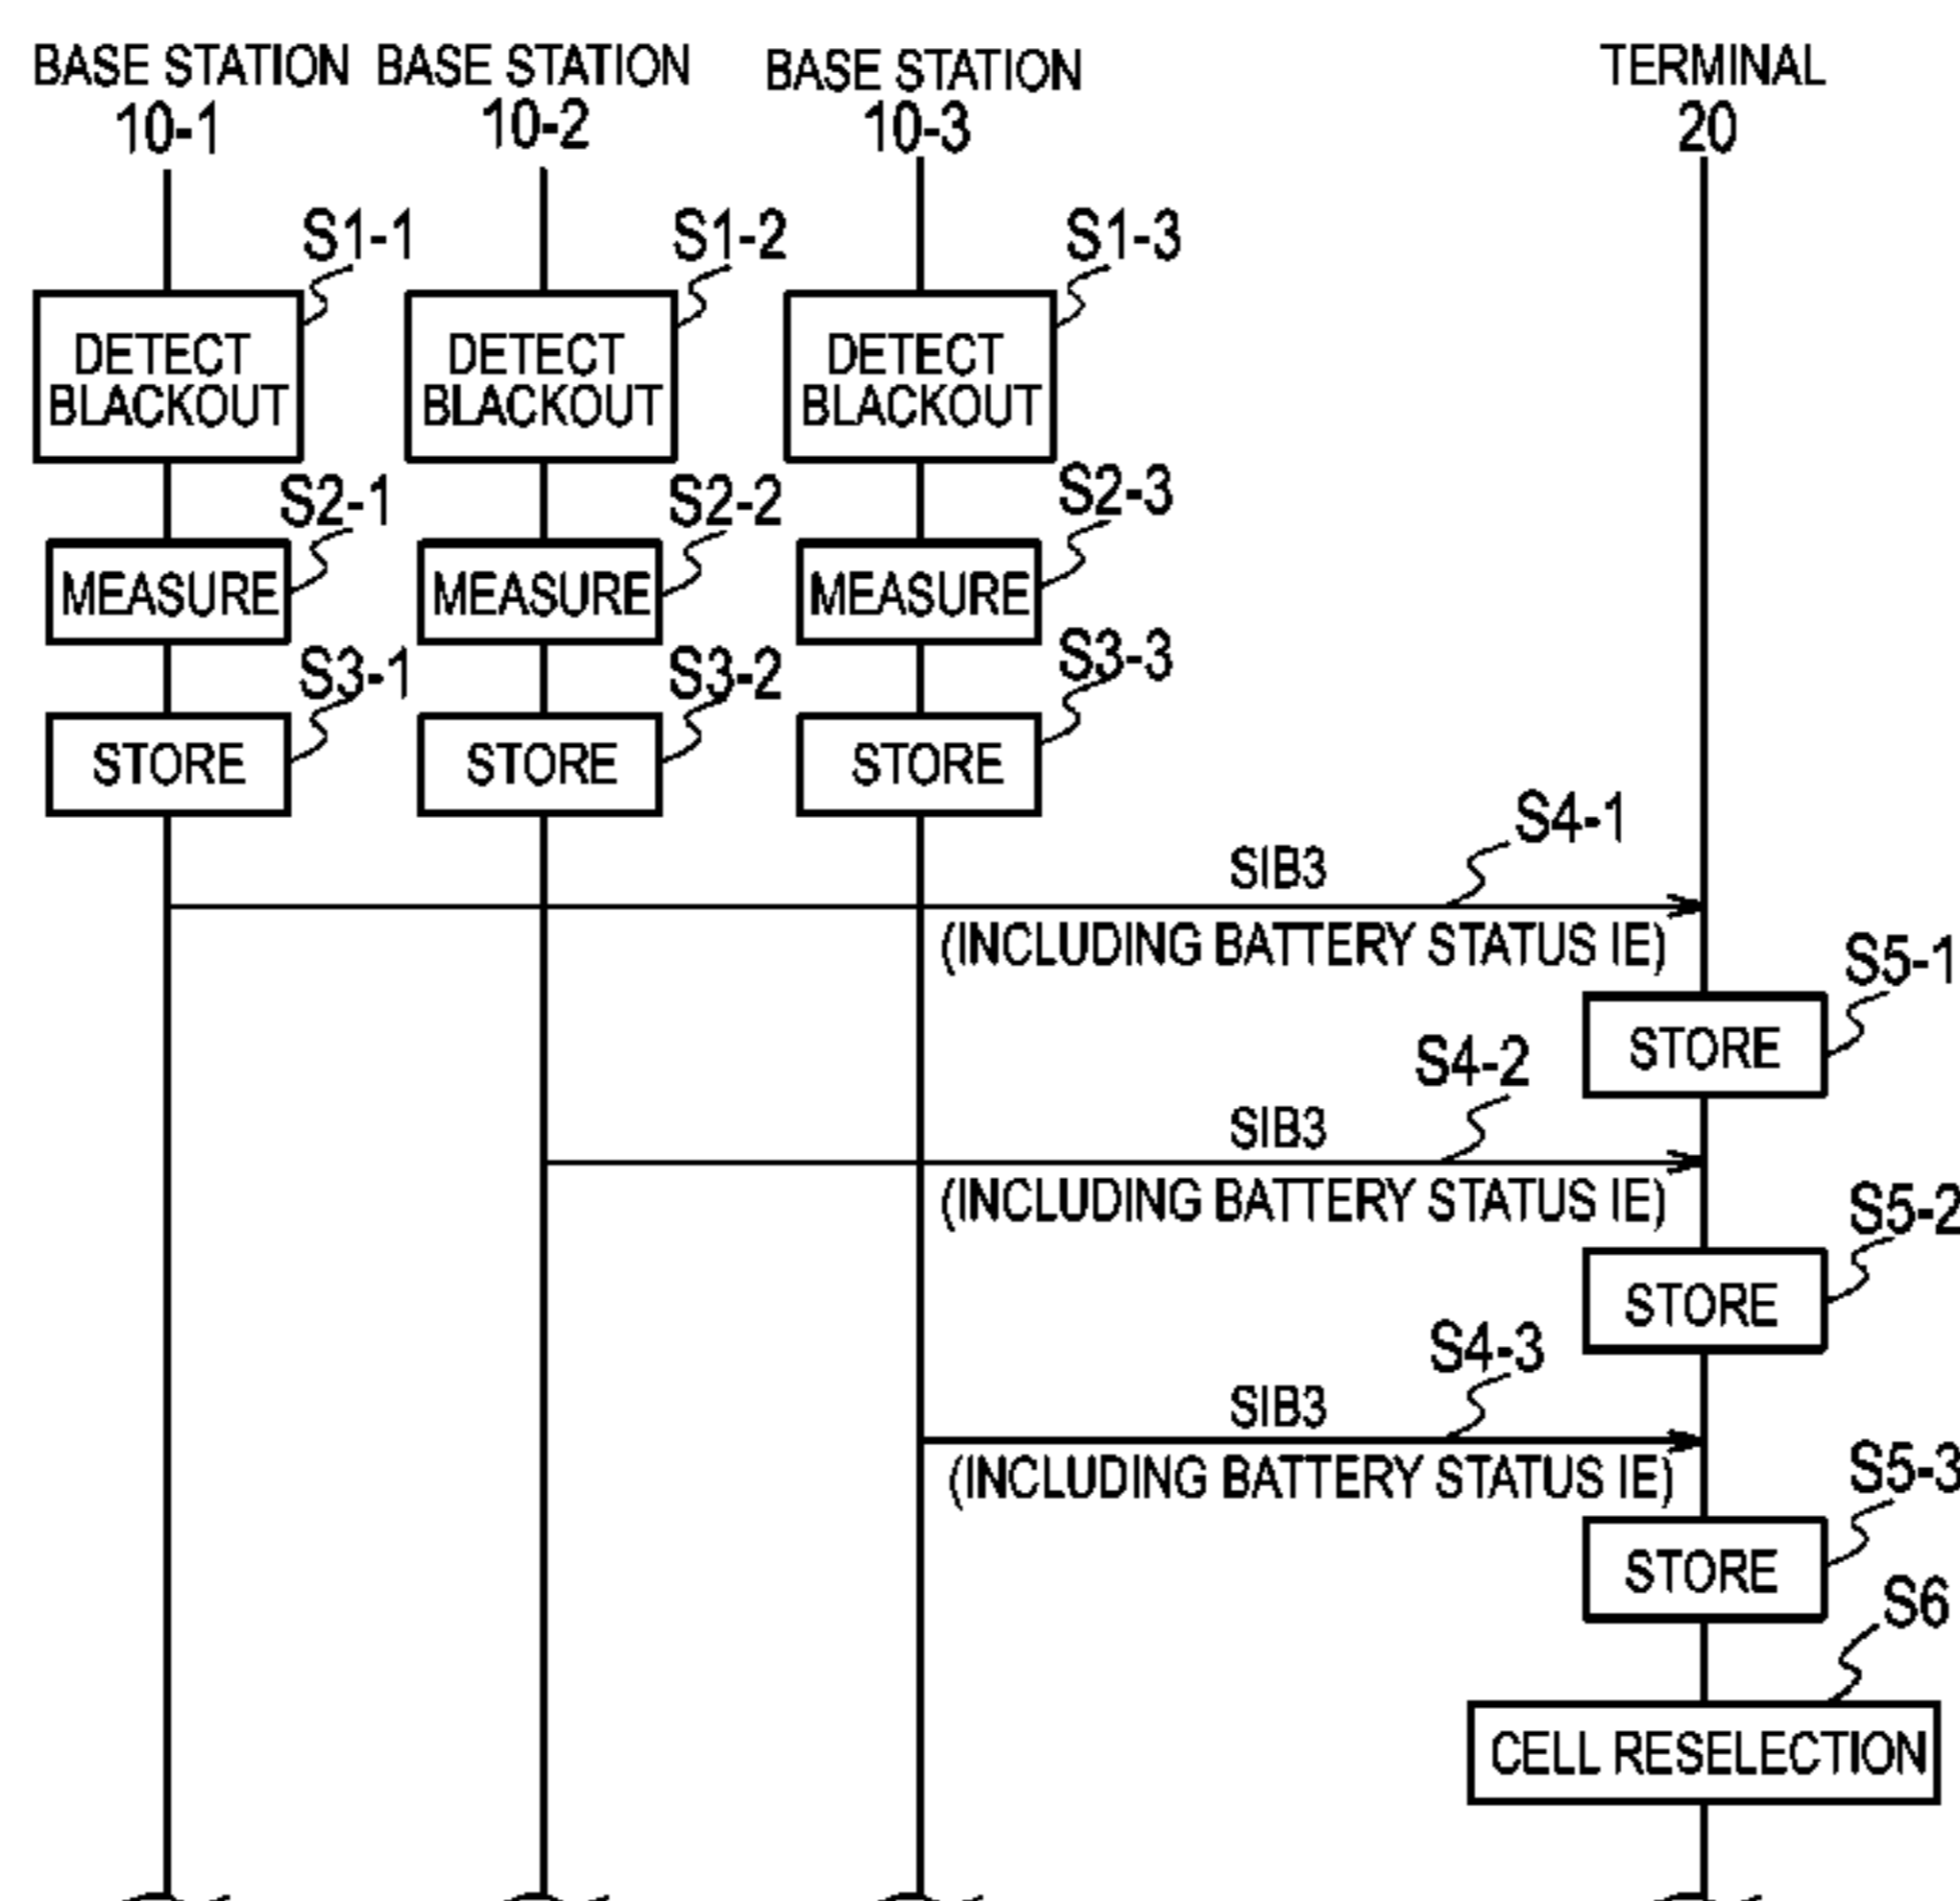 BASE STATION
10-1
BASE STATION
10-2
BASE STATION
10-3
TERMINAL
20
S1-1
S1-2
S1-3
DETECT
BLACKOUT
DETECT
BLACKOUT
DETECT
BLACKOUT
S2-1
S2-2
S2-3
MEASURE
MEASURE
MEASURE
S3-1
S3-2
S3-3
STORE
STORE
STORE
S4-1
SIB3
(INCLUDING BATTERY STATUS IE)
S5-1
STORE
S4-2
SIB3
(INCLUDING BATTERY STATUS IE)
S5-2
STORE
S4-3
SIB3
(INCLUDING BATTERY STATUS IE)
S5-3
STORE
S6
CELL RESELECTION